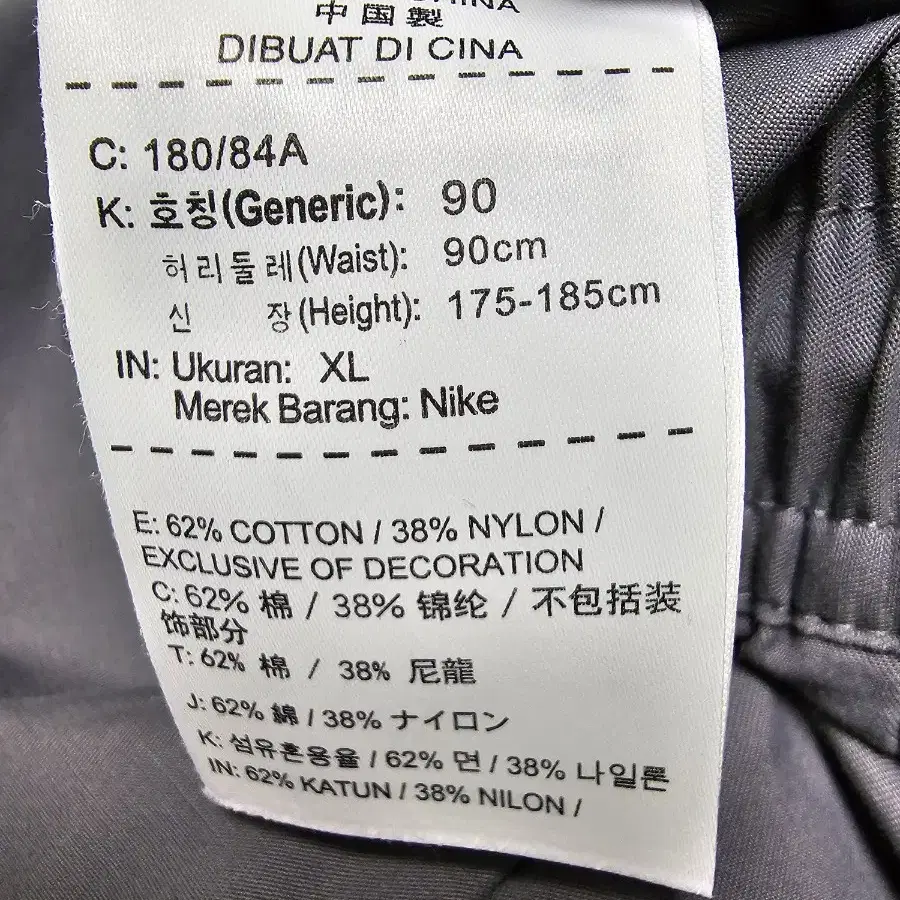 CHINA
中国製
DIBUAT DI CINA
C: 180/84A
K: 호칭(Generic): 90
허리둘레(Waist): 90cm
신 장(Height): 175-185cm
IN: Ukuran: XL
Merek Barang: Nike
E: 62% COTTON / 38% NYLON /
EXCLUSIVE OF DECORATION
C: 62% 棉 / 38% 锦纶 / 不包括装
饰部分
T: 62% 棉 / 38% 尼龍
J: 62% 綿 / 38% ナイロン
K: 섬유혼용율 / 62% 면 / 38% 나일론
IN: 62% KATUN / 38% NILON /